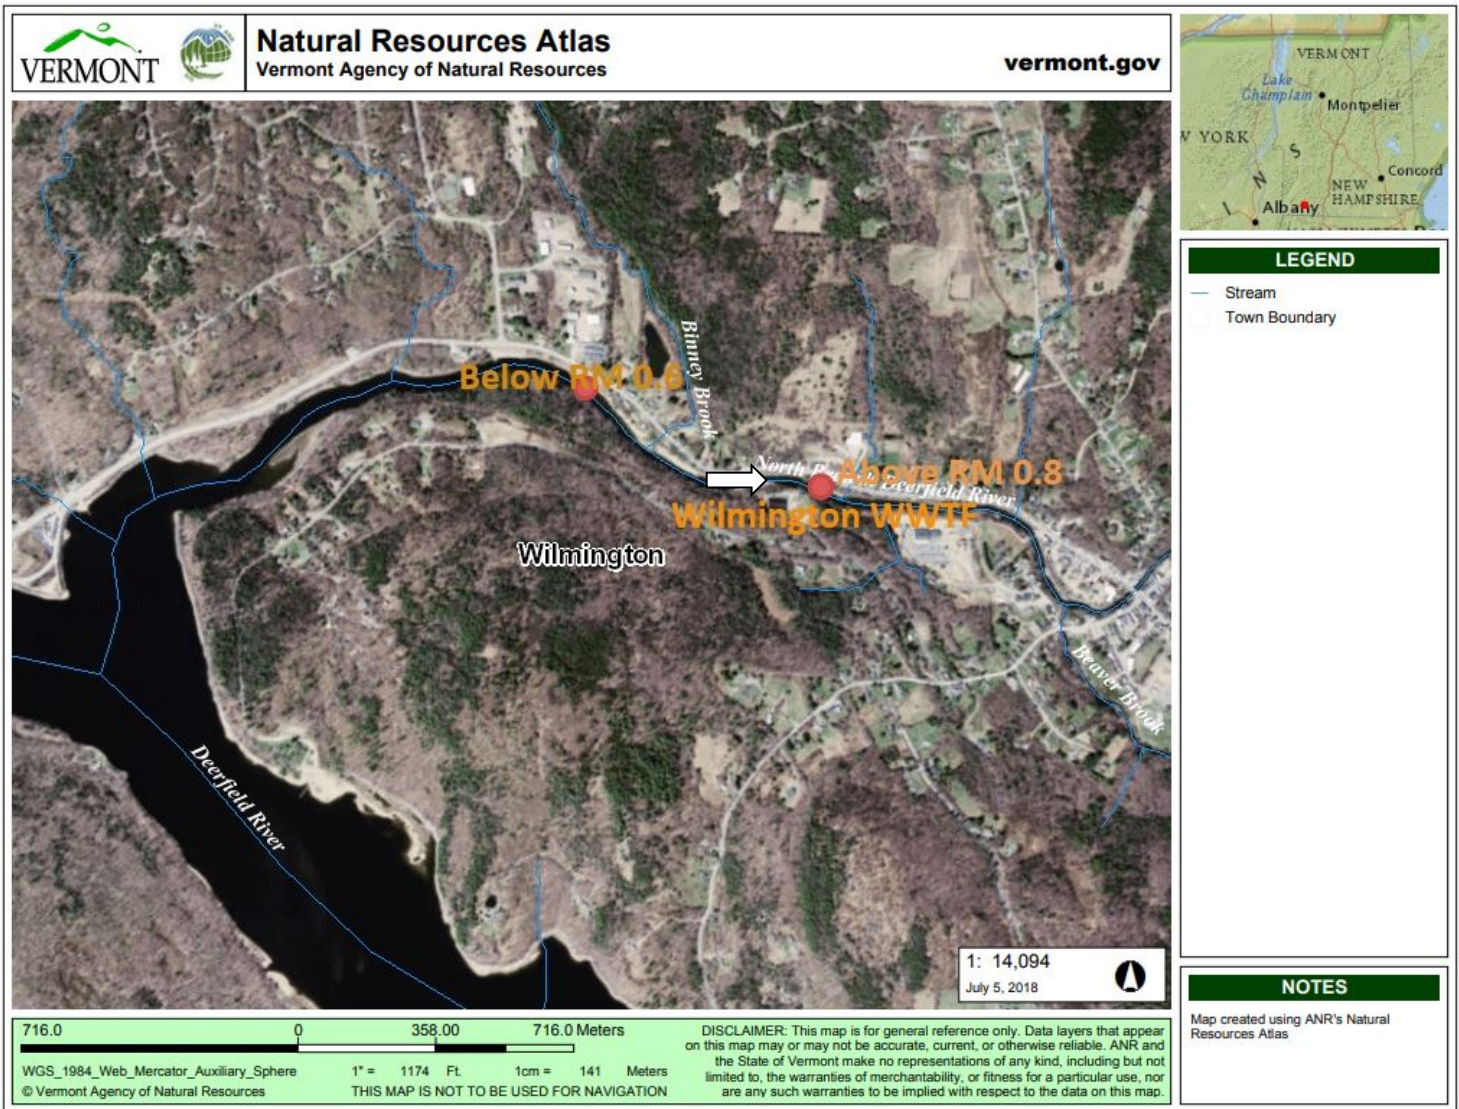 VERMONT
Natural Resources Atlas
Vermont Agency of Natural Resources
vermont.gov
VERMONT
Lake
Champlain
Montpelier
W YORK
S
Concord
N
NEW
HAMPSHIRE
I
Albany
Binney Brook
Below RM 0.6
North Branch Deerfield River
Above RM 0.8
Wilmington WWTF
Wilmington
Beaver Brook
Deerfield River
1: 14,094
July 5, 2018
LEGEND
Stream
Town Boundary
NOTES
Map created using ANR's Natural
Resources Atlas
716.0 0 358.00 716.0 Meters
WGS_1984_Web_Mercator_Auxiliary_Sphere 1" = 1174 Ft. 1cm = 141 Meters
© Vermont Agency of Natural Resources THIS MAP IS NOT TO BE USED FOR NAVIGATION
DISCLAIMER: This map is for general reference only. Data layers that appear
on this map may or may not be accurate, current, or otherwise reliable. ANR and
the State of Vermont make no representations of any kind, including but not
limited to, the warranties of merchantability, or fitness for a particular use, nor
are any such warranties to be implied with respect to the data on this map.